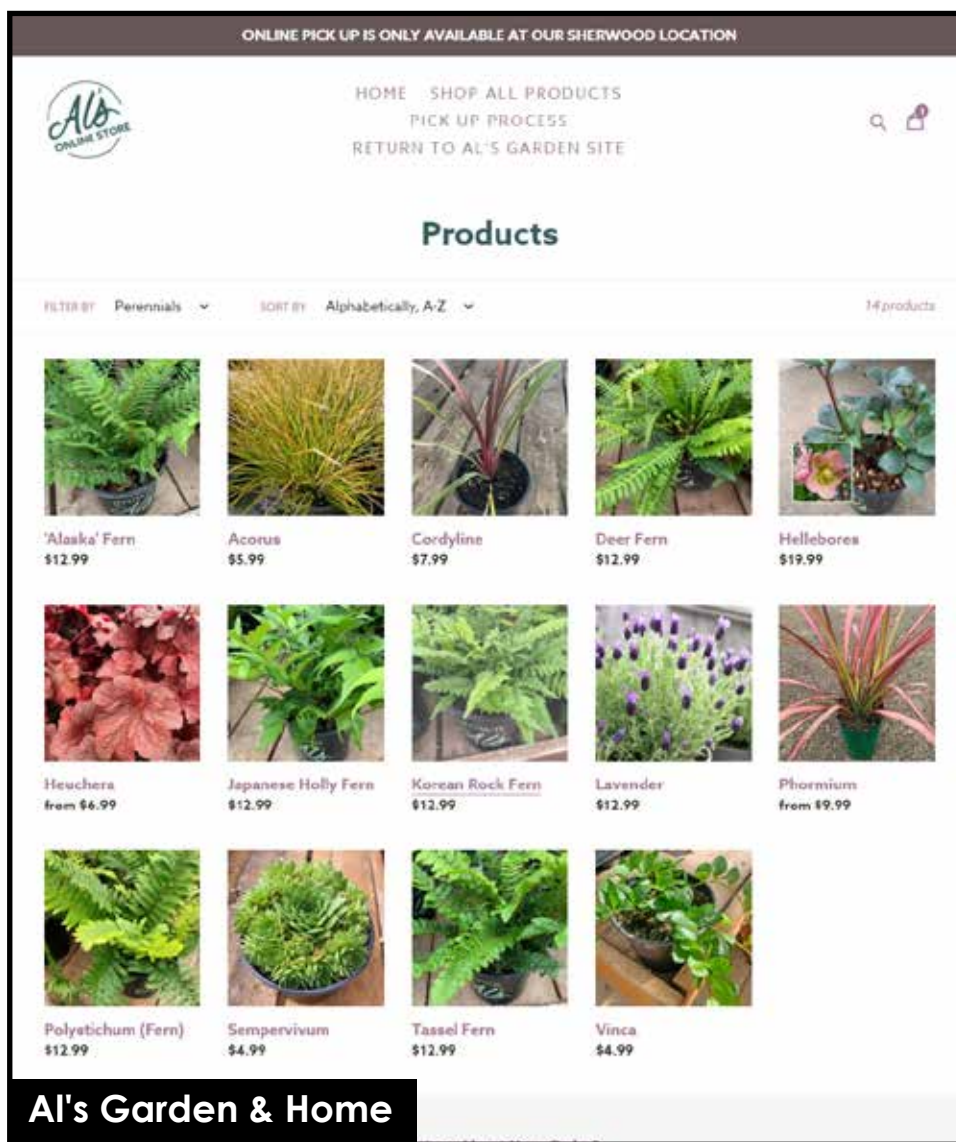 ONLINE PICK UP IS ONLY AVAILABLE AT OUR SHERWOOD LOCATION
Al's
ONLINE STORE
HOME SHOP ALL PRODUCTS
PICK UP PROCESS
RETURN TO AL'S GARDEN SITE
1
Products
FILTER BY Perennials SORT BY Alphabetically, A-Z 14 products
'Alaska' Fern Acorus Cordyline Deer Fern Hellebores
$12.99 $5.99 $7.99 $12.99 $19.99
Heuchera Japanese Holly Fern Korean Rock Fern Lavender Phormium
from $6.99 $12.99 $12.99 $12.99 from $9.99
Polystichum (Fern) Sempervivum Tassel Fern Vinca
$12.99 $4.99 $12.99 $4.99
Al's Garden & Home